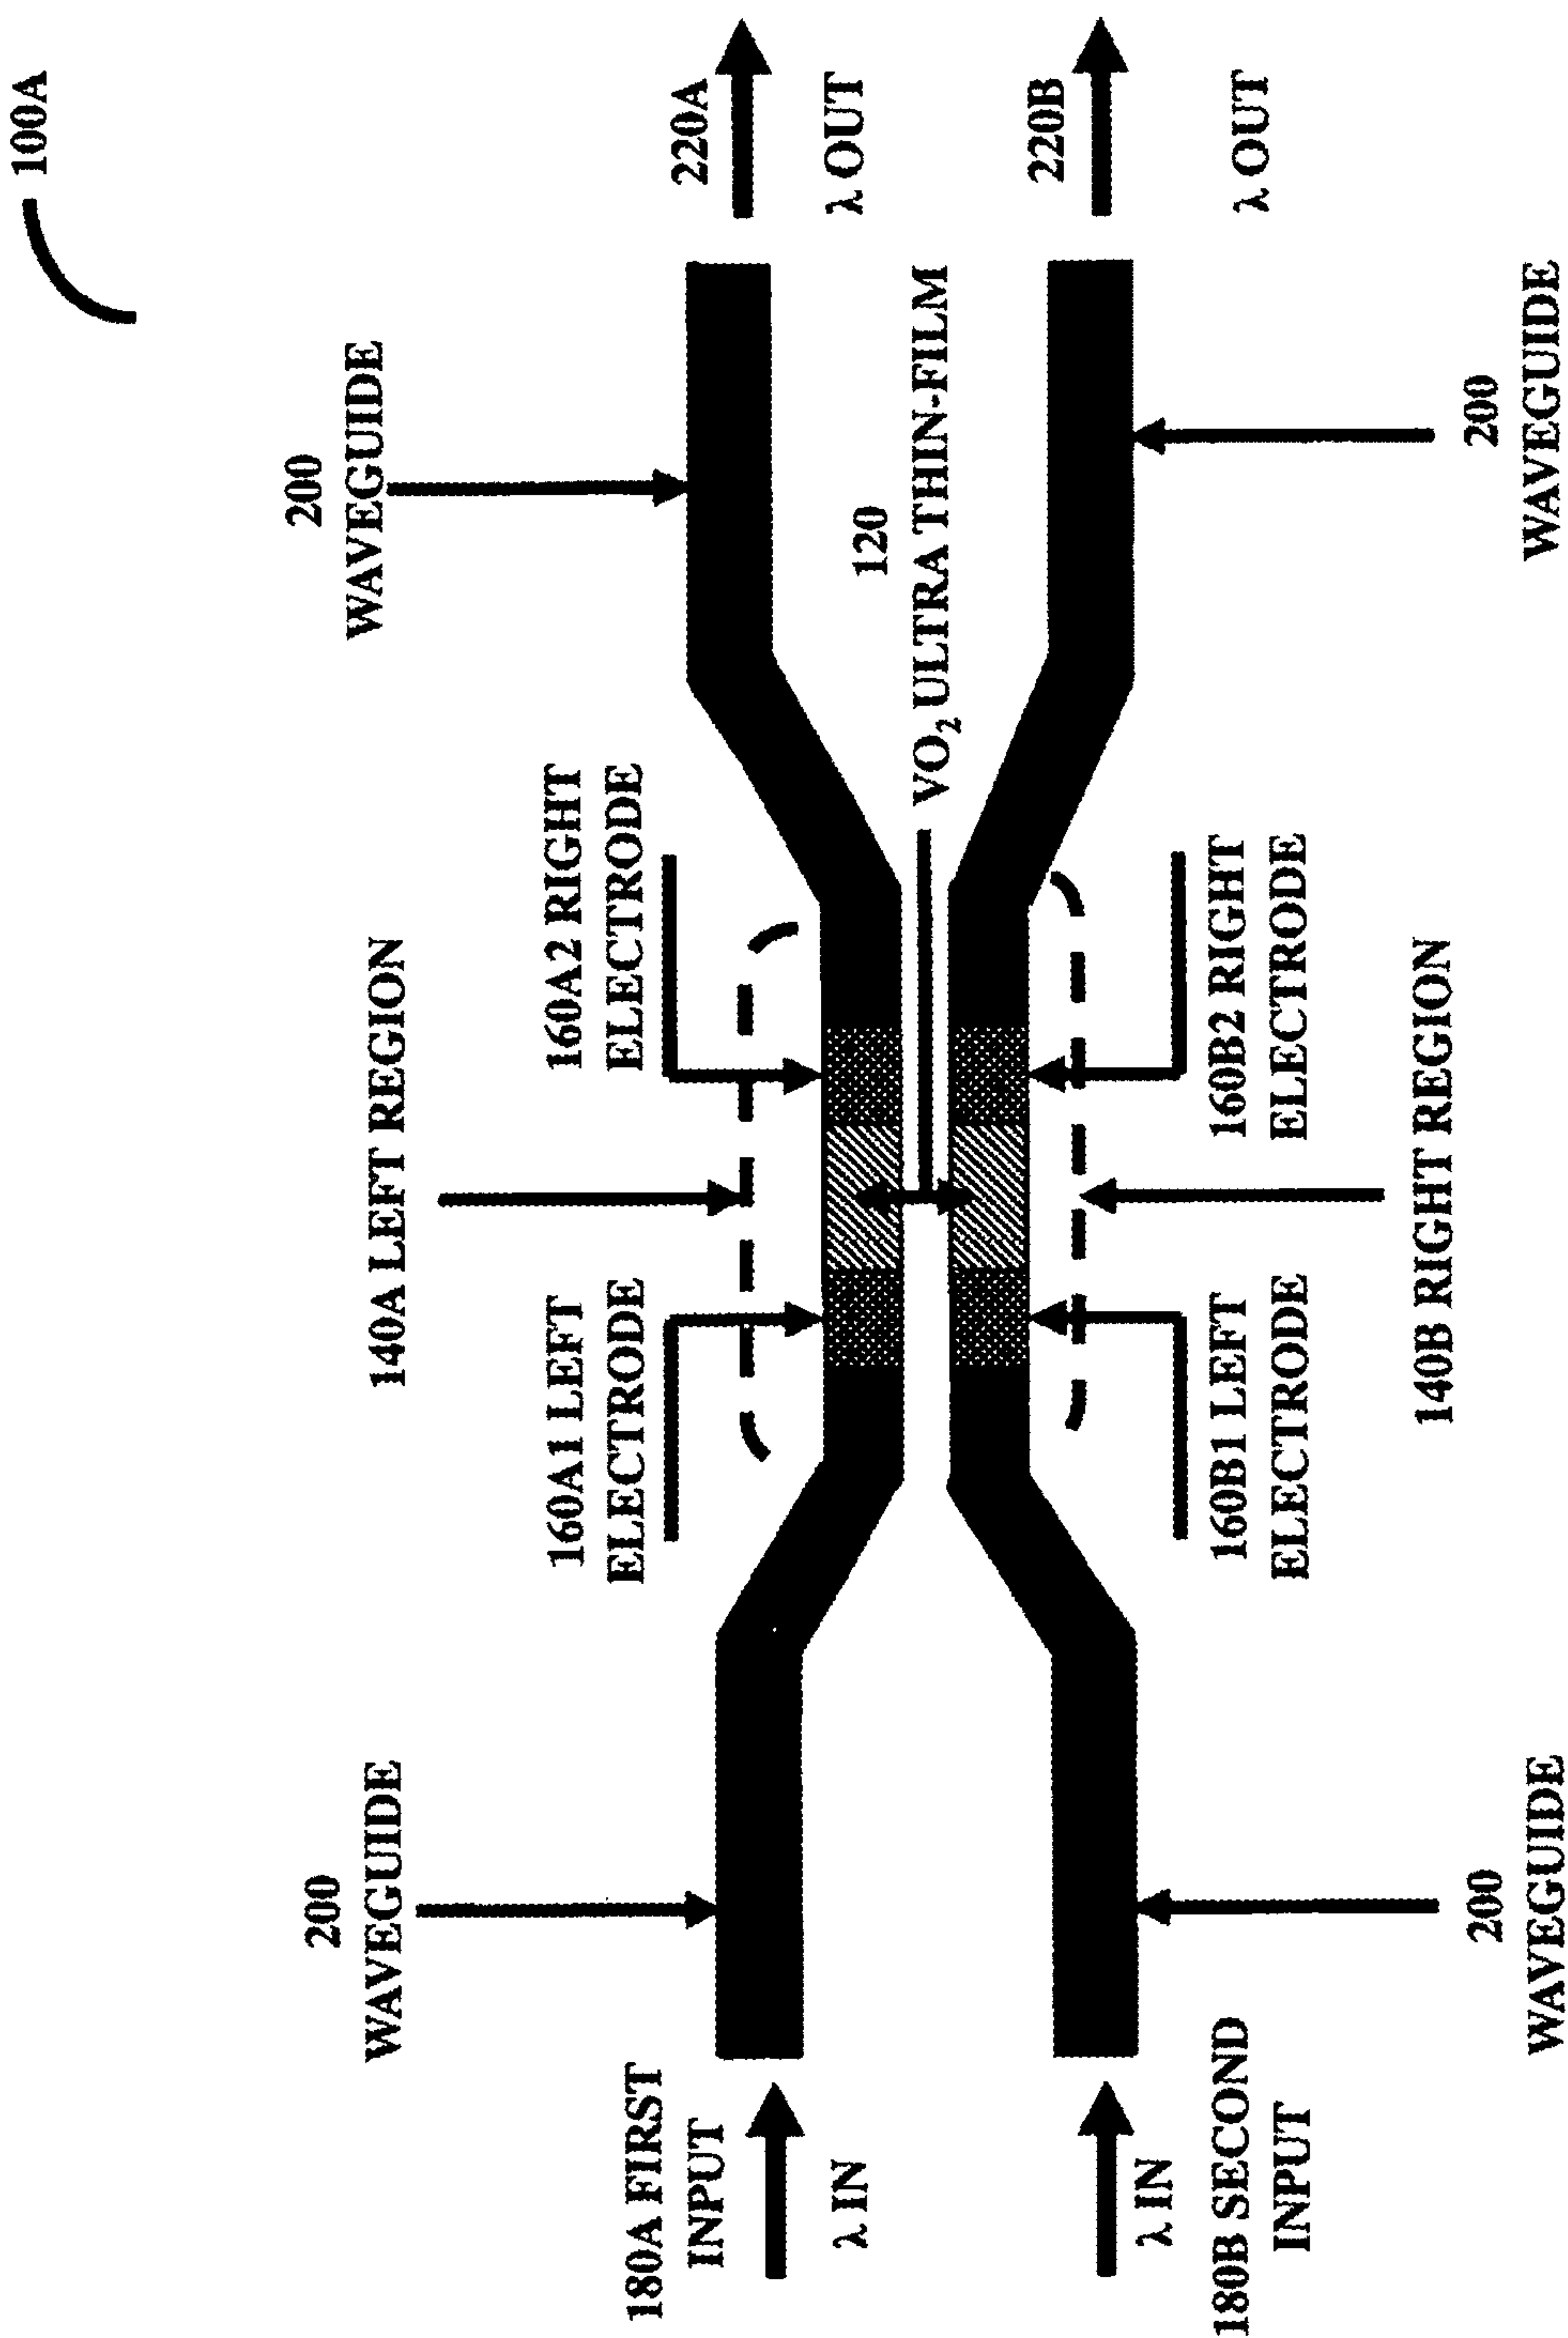 100A
200
WAVEGUIDE
200
WAVEGUIDE
140A LEFT REGION
160A1 LEFT
ELECTRODE
160A2 RIGHT
ELECTRODE
180A FIRST
INPUT
λ IN
220A
λ OUT
120
VO₂ ULTRA THIN-FILM
220B
λ OUT
λ IN
180B SECOND
INPUT
160B1 LEFT
ELECTRODE
160B2 RIGHT
ELECTRODE
140B RIGHT REGION
200
WAVEGUIDE
200
WAVEGUIDE